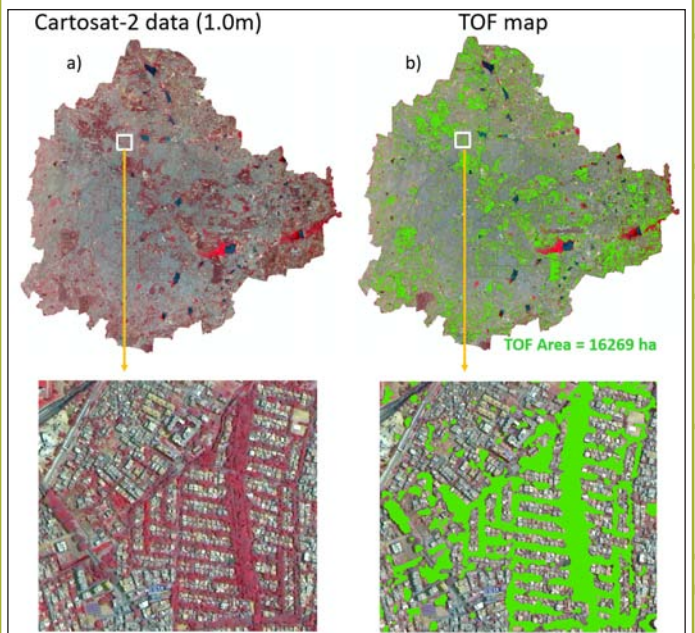 Cartosat-2 data (1.0m)
TOF map
a)
b)
TOF Area = 16269 ha